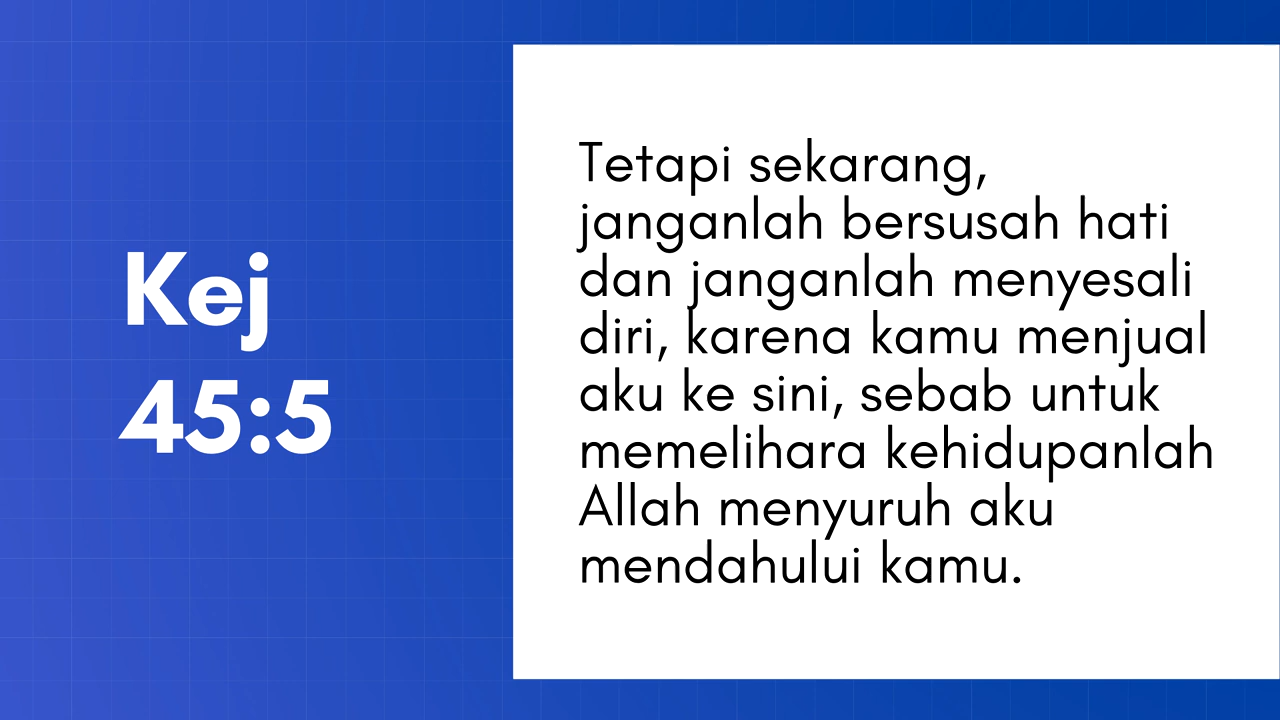 Kej
45:5
Tetapi sekarang,
janganlah bersusah hati
dan janganlah menyesali
diri, karena kamu menjual
aku ke sini, sebab untuk
memelihara kehidupanlah
Allah menyuruh aku
mendahului kamu.